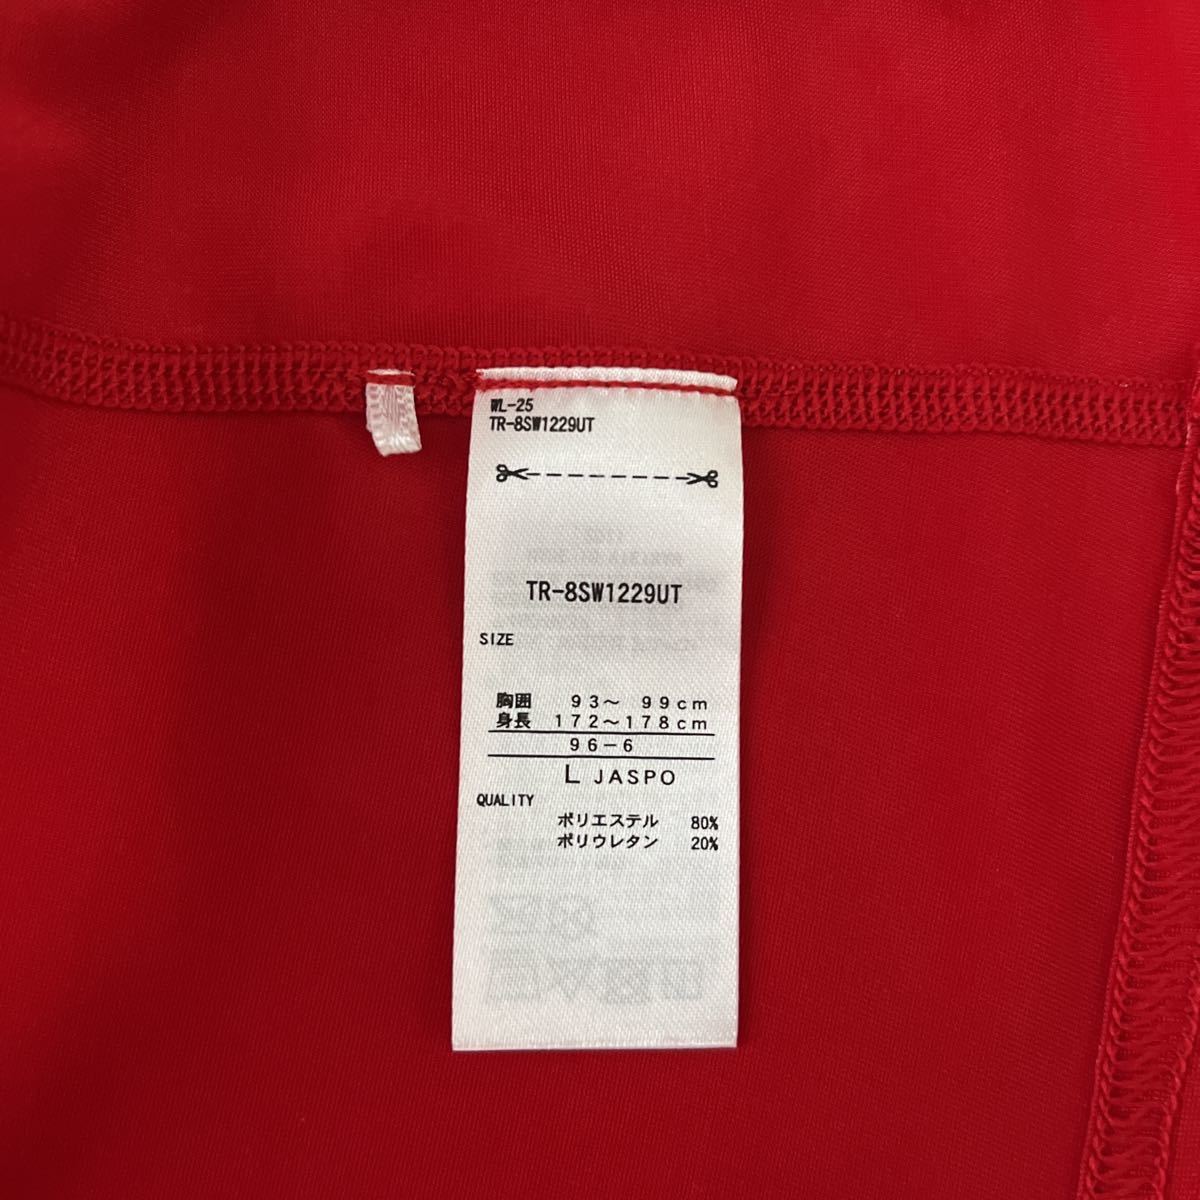 WL-25
TR-8SW1229UT
TR-8SW1229UT
SIZE
胸囲 93～ 99cm
身長 172～178cm
96－6
L JASPO
QUALITY
ポリエステル 80%
ポリウレタン 20%